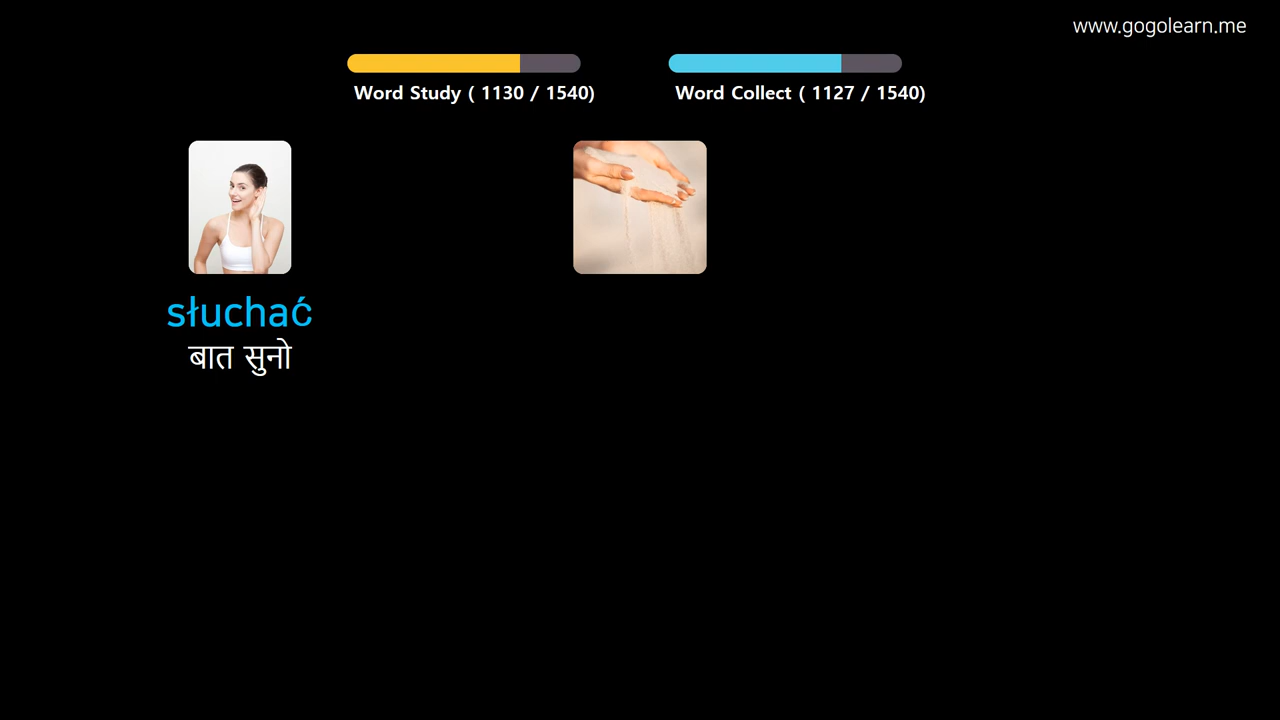 www.gogolearn.me
Word Study ( 1130 / 1540)
Word Collect ( 1127 / 1540)
słuchać
बात सुनो